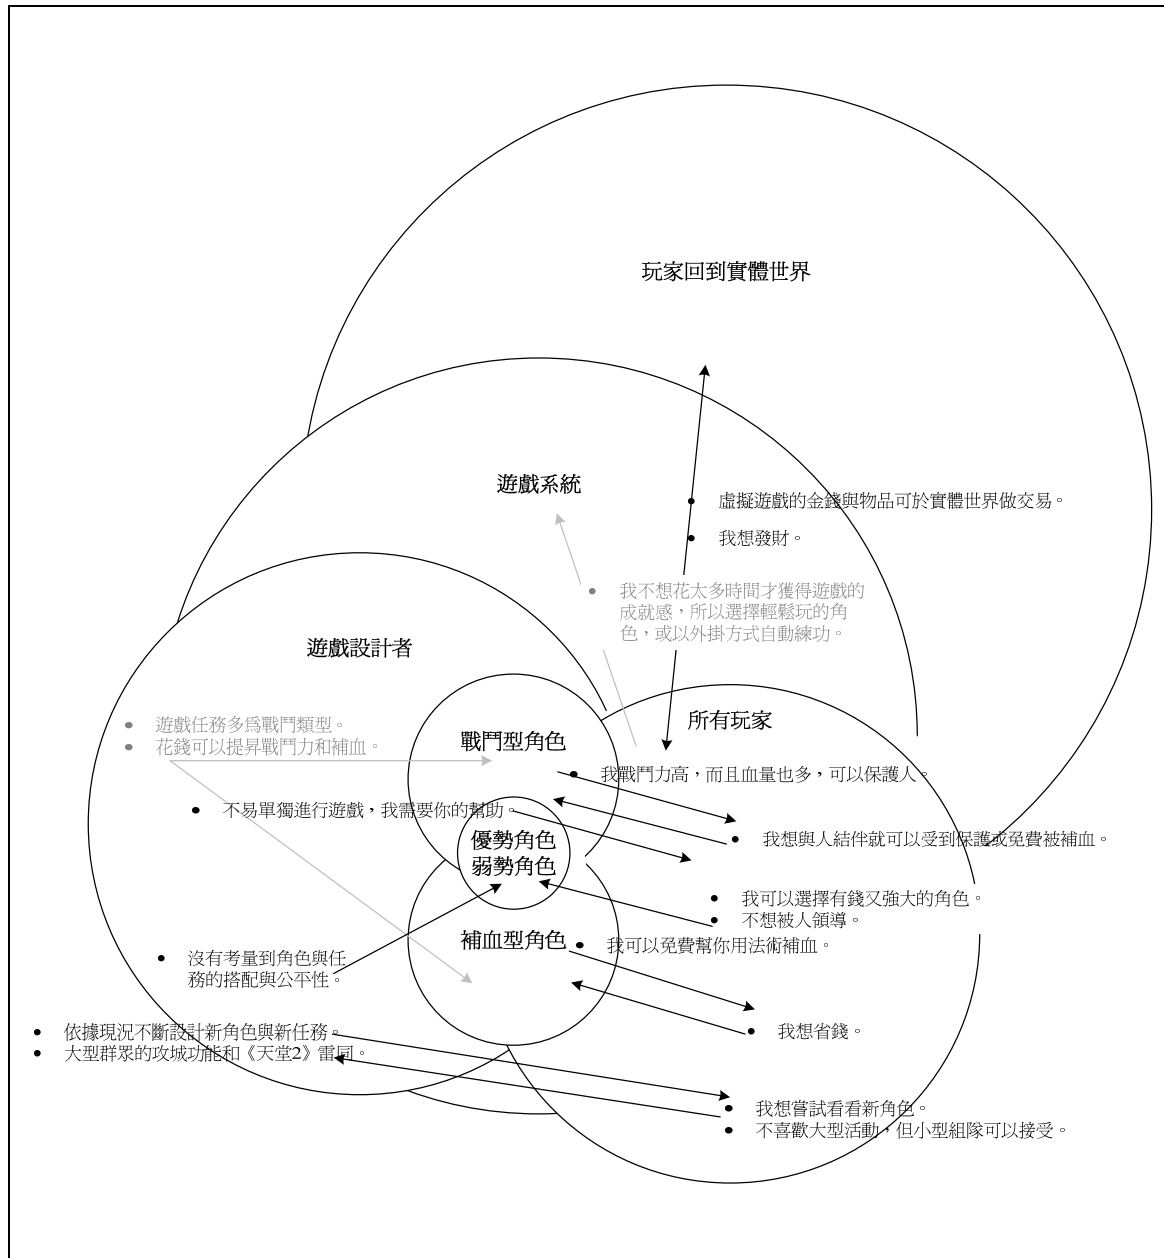 玩家回到實體世界
遊戲系統
• 虛擬遊戲的金錢與物品可於實體世界做交易。
• 我想發財。
• 我不想花太多時間才獲得遊戲的
成就感，所以選擇輕鬆玩的角
色，或以外掛方式自動練功。
遊戲設計者
所有玩家
• 遊戲任務多為戰鬥類型。
• 花錢可以提昇戰鬥力和補血。
戰鬥型角色
• 我戰鬥力高，而且血量也多，可以保護人。
• 不易單獨進行遊戲，我需要你的幫助。
• 我想與人結伴就可以受到保護或免費被補血。
優勢角色
弱勢角色
• 我可以選擇有錢又強大的角色。
• 不想被人領導。
補血型角色
• 我可以免費幫你用法術補血。
• 沒有考量到角色與任
務的搭配與公平性。
• 我想省錢。
• 依據現況不斷設計新角色與新任務。
• 大型群眾的攻城功能和《天堂2》雷同。
• 我想嘗試看看新角色。
• 不喜歡大型活動，但小型組隊可以接受。